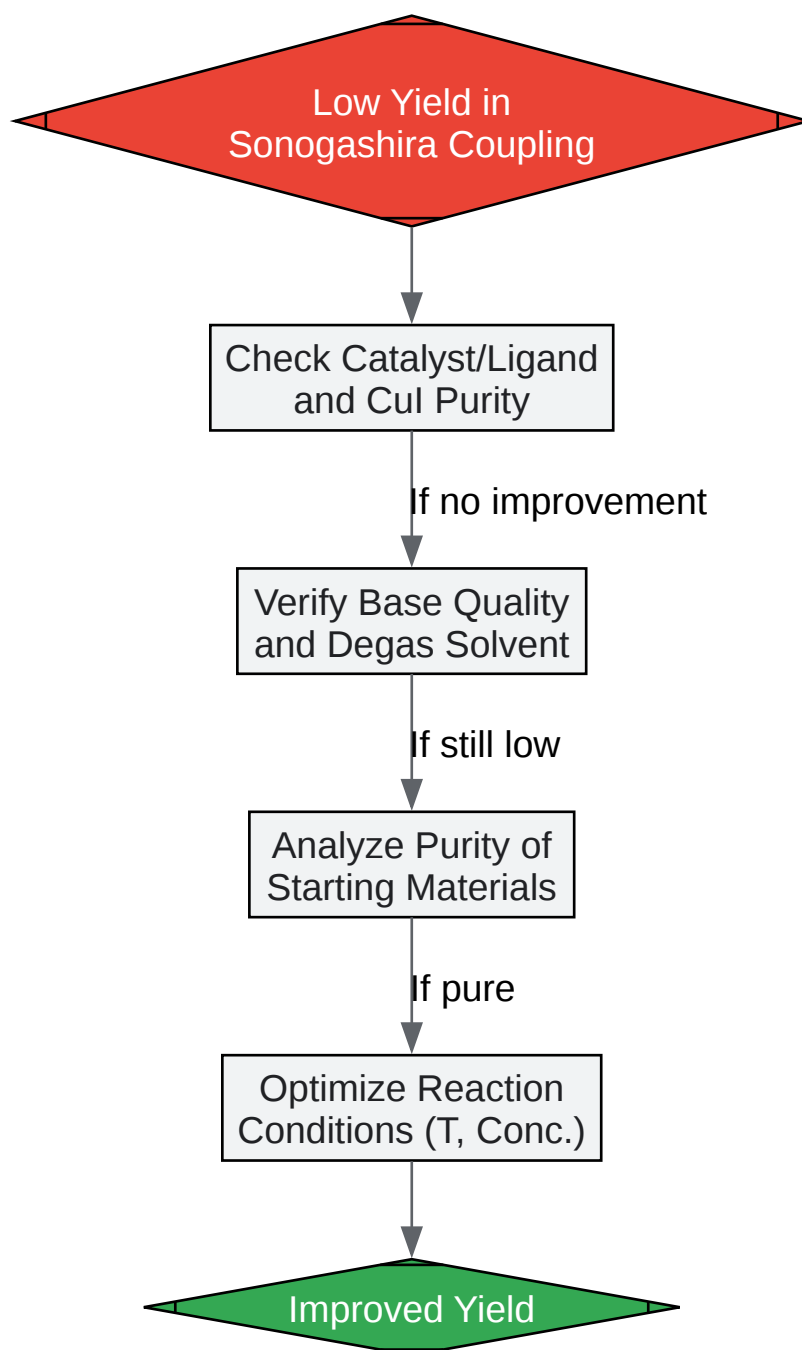 Low Yield in
Sonogashira Coupling
Check Catalyst/Ligand
and CuI Purity
If no improvement
Verify Base Quality
and Degas Solvent
If still low
Analyze Purity of
Starting Materials
If pure
Optimize Reaction
Conditions (T, Conc.)
Improved Yield